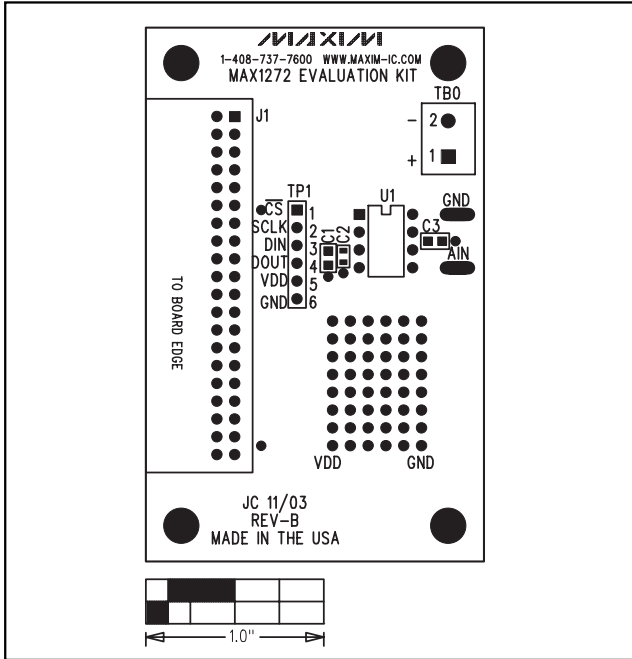 MAXIM
1-408-737-7600 WWW.MAXIM-IC.COM
MAX1272 EVALUATION KIT
TB0
- 2
+ 1
J1
TP1
CS 1
SCLK 2
DIN 3
DOUT 4
VDD 5
GND 6
C1
C2
U1
C3
GND
AIN
TO BOARD EDGE
VDD GND
JC 11/03
REV-B
MADE IN THE USA
1.0"